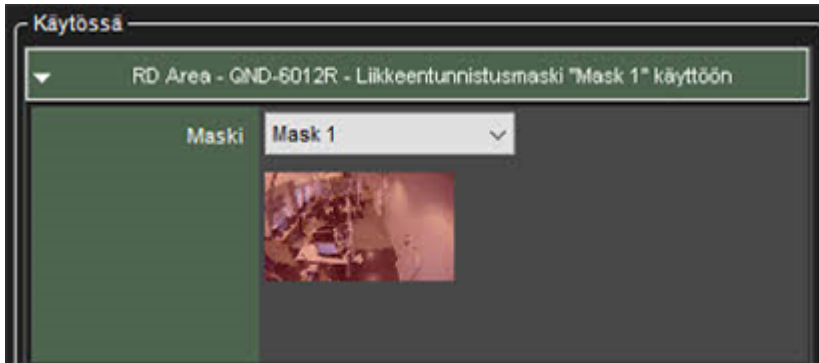 Käytössä
RD Area - QND-6012R - Liikkeentunnistusmaski "Mask 1" käyttöön
Maski Mask 1